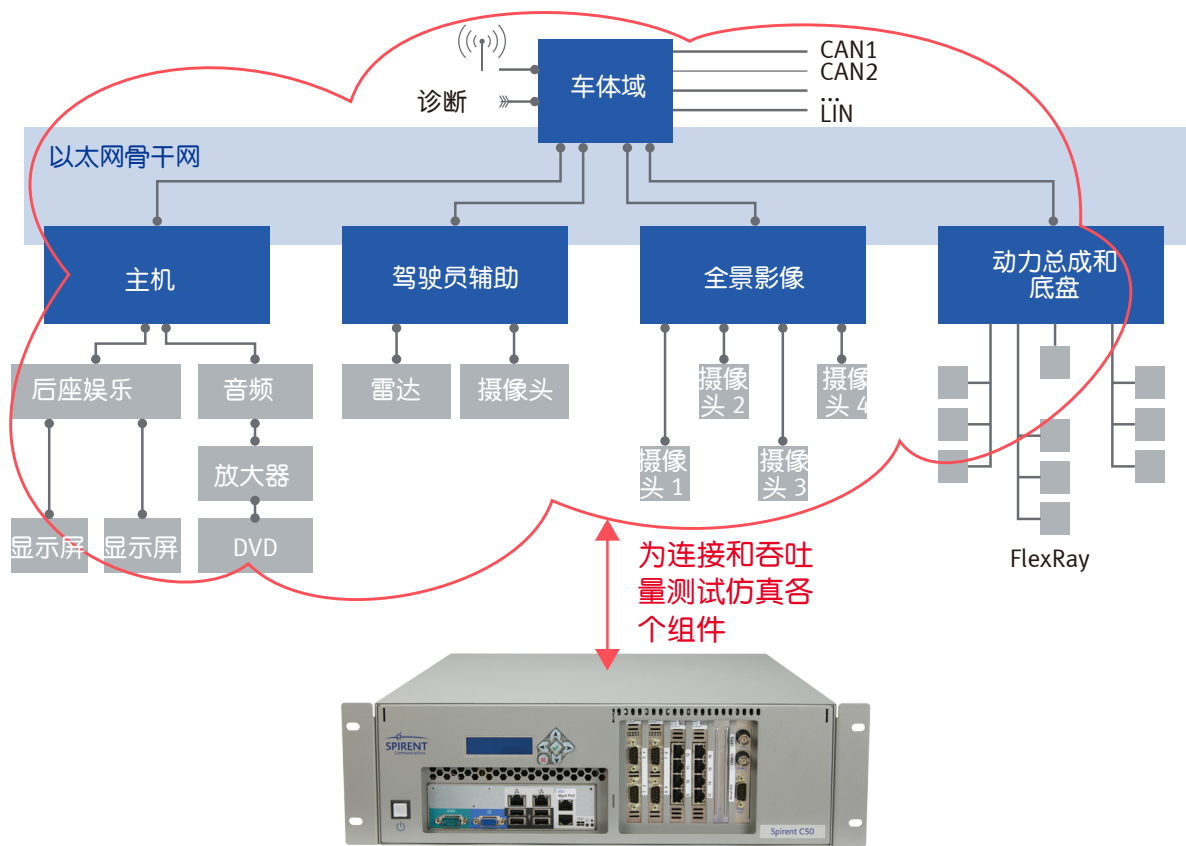 CAN1
车体域
CAN2
诊断
...
LIN
以太网骨干网
主机
驾驶员辅助
全景影像
动力总成和
底盘
后座娱乐
音频
雷达
摄像头
摄像
头 2
摄像
头 4
放大器
摄像
头 1
摄像
头 3
显示屏
显示屏
DVD
FlexRay
为连接和吞吐
量测试仿真各
个组件
SPIRENT
Communications
Mgmt Port
Spirent C50